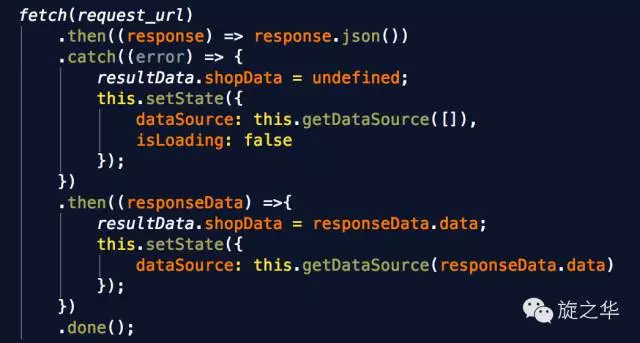 fetch(request_url)
.then((response) => response.json())
.catch((error) => {
resultData.shopData = undefined;
this.setState({
dataSource: this.getDataSource([]),
isLoading: false
});
})
.then((responseData) =>{
resultData.shopData = responseData.data;
this.setState({
dataSource: this.getDataSource(responseData.data)
});
})
.done();
旋之华